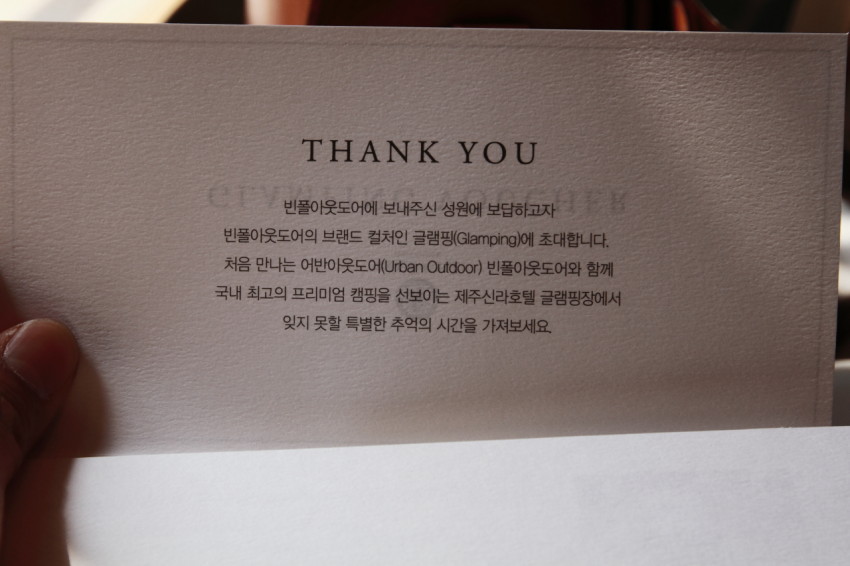 THANK YOU
빈폴아웃도어에 보내주신 성원에 보답하고자
빈폴아웃도어의 브랜드 컬처인 글램핑(Glamping)에 초대합니다.
처음 만나는 어반아웃도어(Urban Outdoor) 빈폴아웃도어와 함께
국내 최고의 프리미엄 캠핑을 선보이는 제주신라호텔 글램핑장에서
잊지 못할 특별한 추억의 시간을 가져보세요.